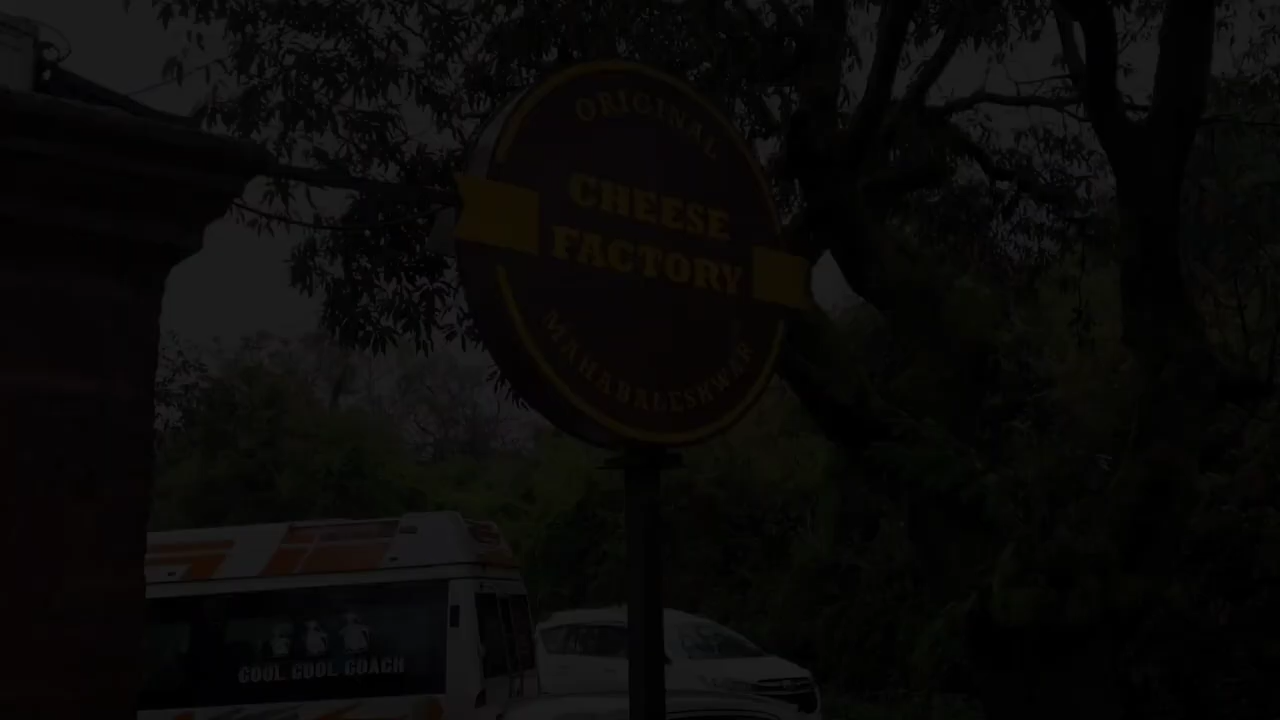 ORIGINAL
CHEESE
FACTORY
MAHABALESHWAR
COOL COOL COACH